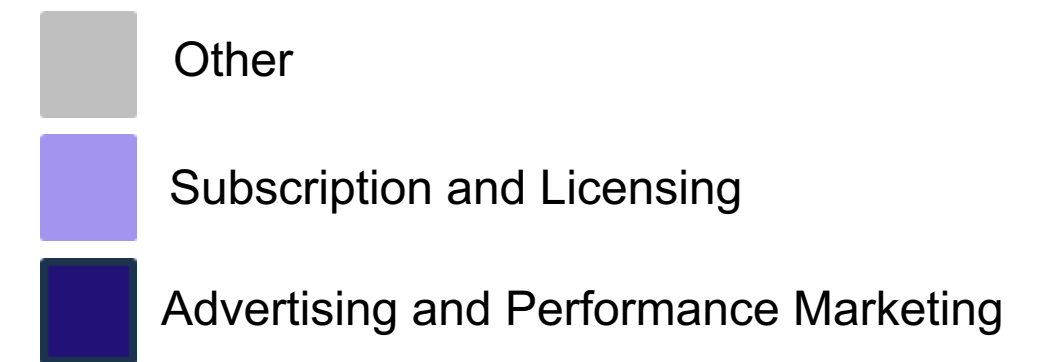 Other
Subscription and Licensing
Advertising and Performance Marketing